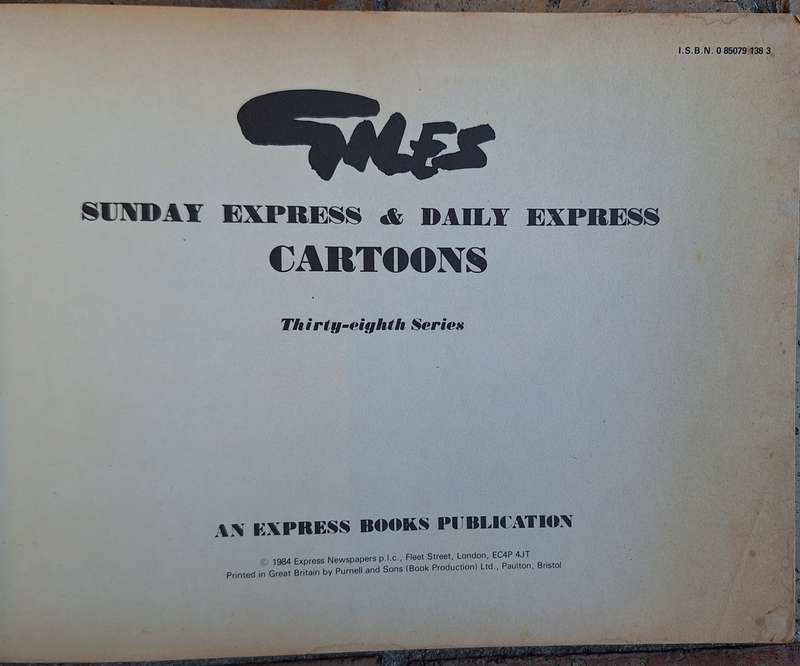 I.S.B.N. 0 85079 138 3
GILES
SUNDAY EXPRESS & DAILY EXPRESS
CARTOONS
Thirty-eighth Series
AN EXPRESS BOOKS PUBLICATION
© 1984 Express Newspapers p.l.c., Fleet Street, London, EC4P 4JT
Printed in Great Britain by Purnell and Sons (Book Production) Ltd., Paulton, Bristol